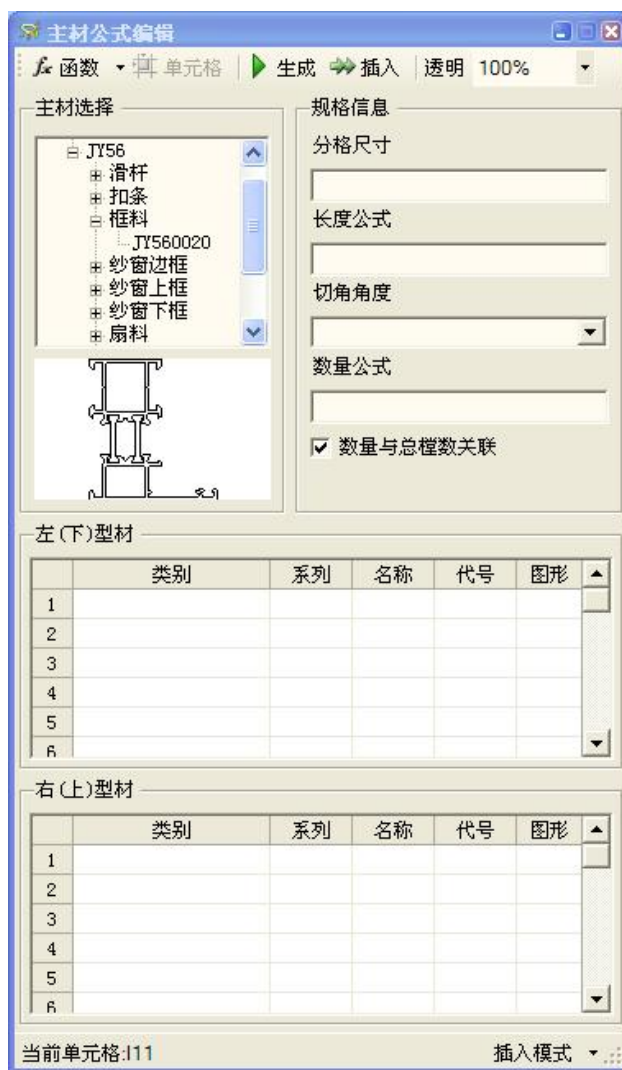 主材公式编辑
fx 函数 单元格 生成 插入 透明 100%
主材选择
JY56
滑杆
扣条
框料
JY560020
纱窗边框
纱窗上框
纱窗下框
扇料
规格信息
分格尺寸
长度公式
切角角度
数量公式
数量与总樘数关联
左(下)型材
类别 系列 名称 代号 图形
1
2
3
4
5
6
右(上)型材
类别 系列 名称 代号 图形
1
2
3
4
5
6
当前单元格:I11 插入模式